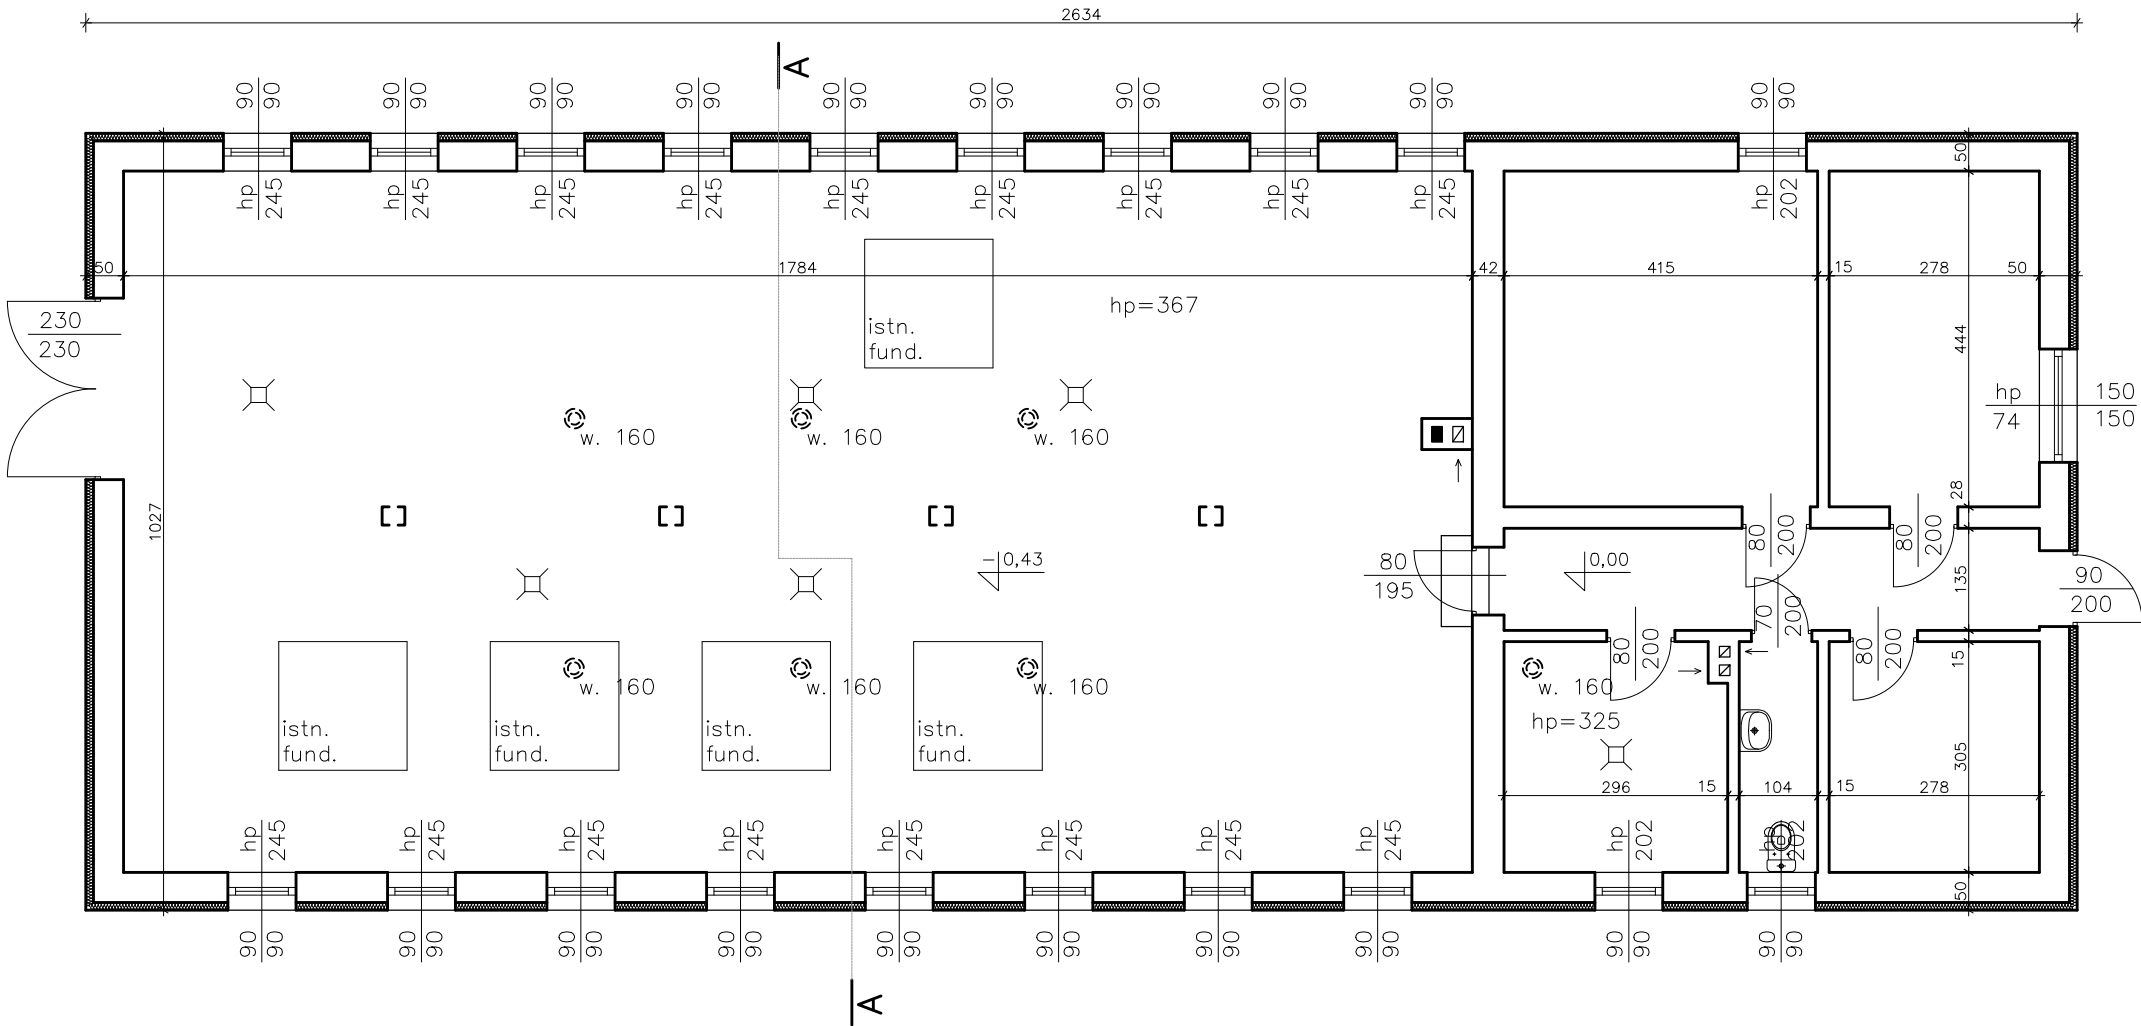 2634
A
90 90 90 90 90 90 90 90 90 90 90 90 90 90 90 90 90 90 90 90
hp 245 hp 245 hp 245 hp 245 hp 245 hp 245 hp 245 hp 245 hp 245 hp 202
50
50 1784 42 415 15 278 50
hp=367
230
230
istn.
fund.
444
hp 150
74 150
w. 160 w. 160 w. 160
28
1027
-0,43
0,00
80
195
80 200
80 200
135
90
200
70 200
80 200
80 200
15
w. 160 w. 160 w. 160 w. 160
hp=325
istn. istn. istn. istn.
fund. fund. fund. fund.
305
296 15 104 15 278
hp 245 hp 245 hp 245 hp 245 hp 245 hp 245 hp 245 hp 245 hp 202 hp 202
50
90 90 90 90 90 90 90 90 90 90 90 90 90 90 90 90 90 90 90 90
A